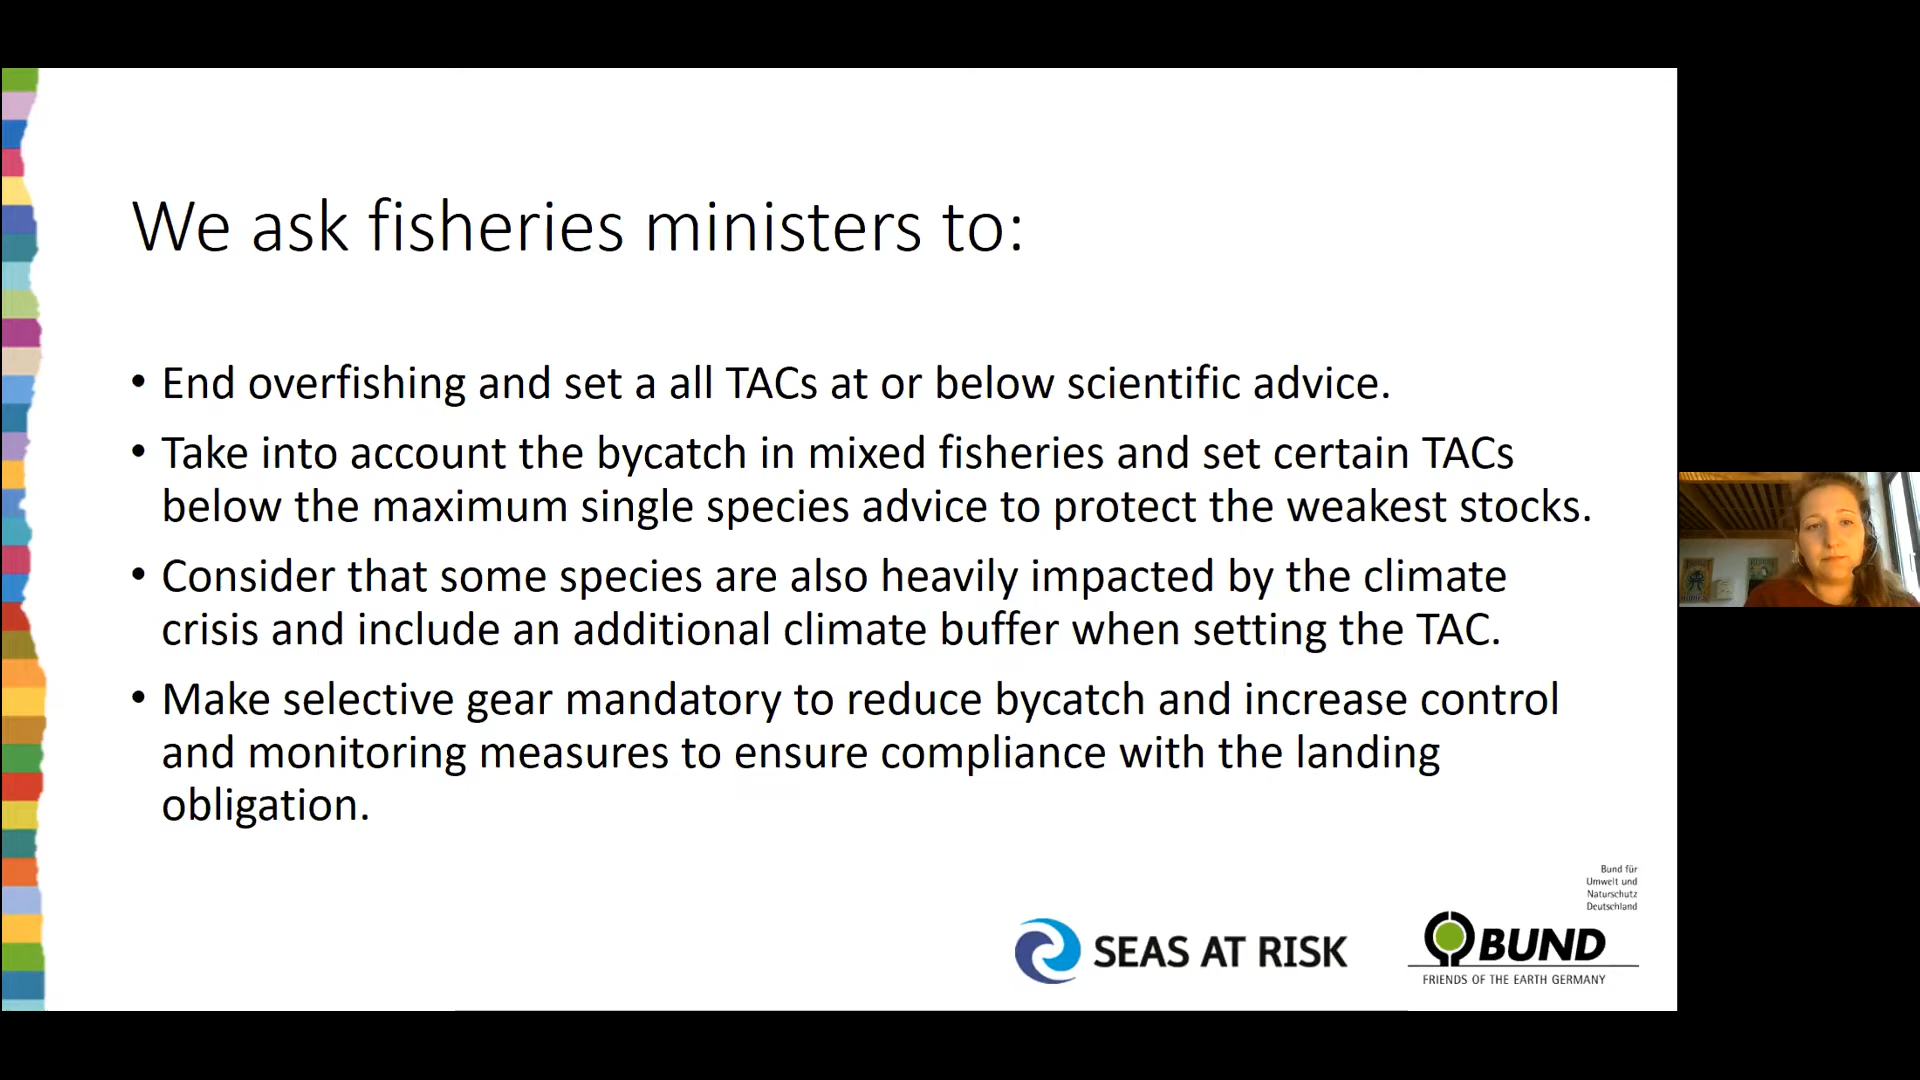 We ask fisheries ministers to:
• End overfishing and set a all TACs at or below scientific advice.
• Take into account the bycatch in mixed fisheries and set certain TACs
below the maximum single species advice to protect the weakest stocks.
• Consider that some species are also heavily impacted by the climate
crisis and include an additional climate buffer when setting the TAC.
• Make selective gear mandatory to reduce bycatch and increase control
and monitoring measures to ensure compliance with the landing
obligation.
Bund für
Umwelt und
Naturschutz
Deutschland
SEAS AT RISK
BUND
FRIENDS OF THE EARTH GERMANY